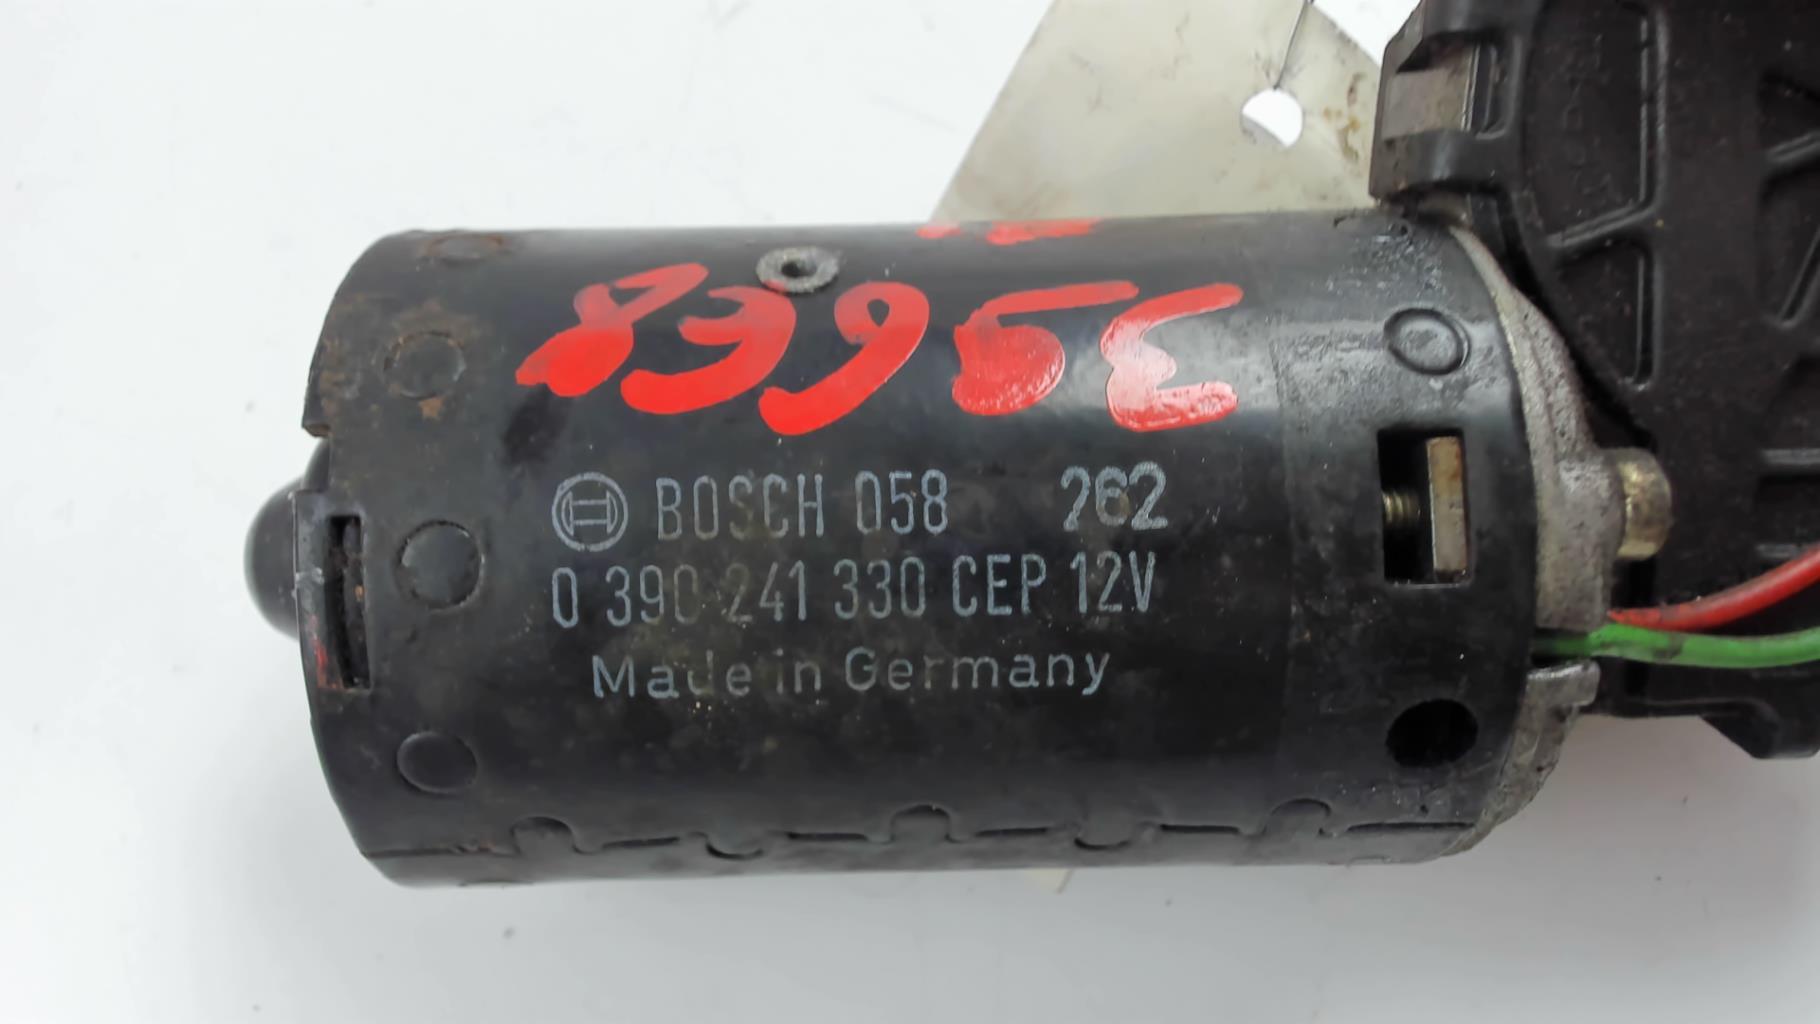 BOSCH 058 262
0 390 241 330 CEP 12V
Made in Germany